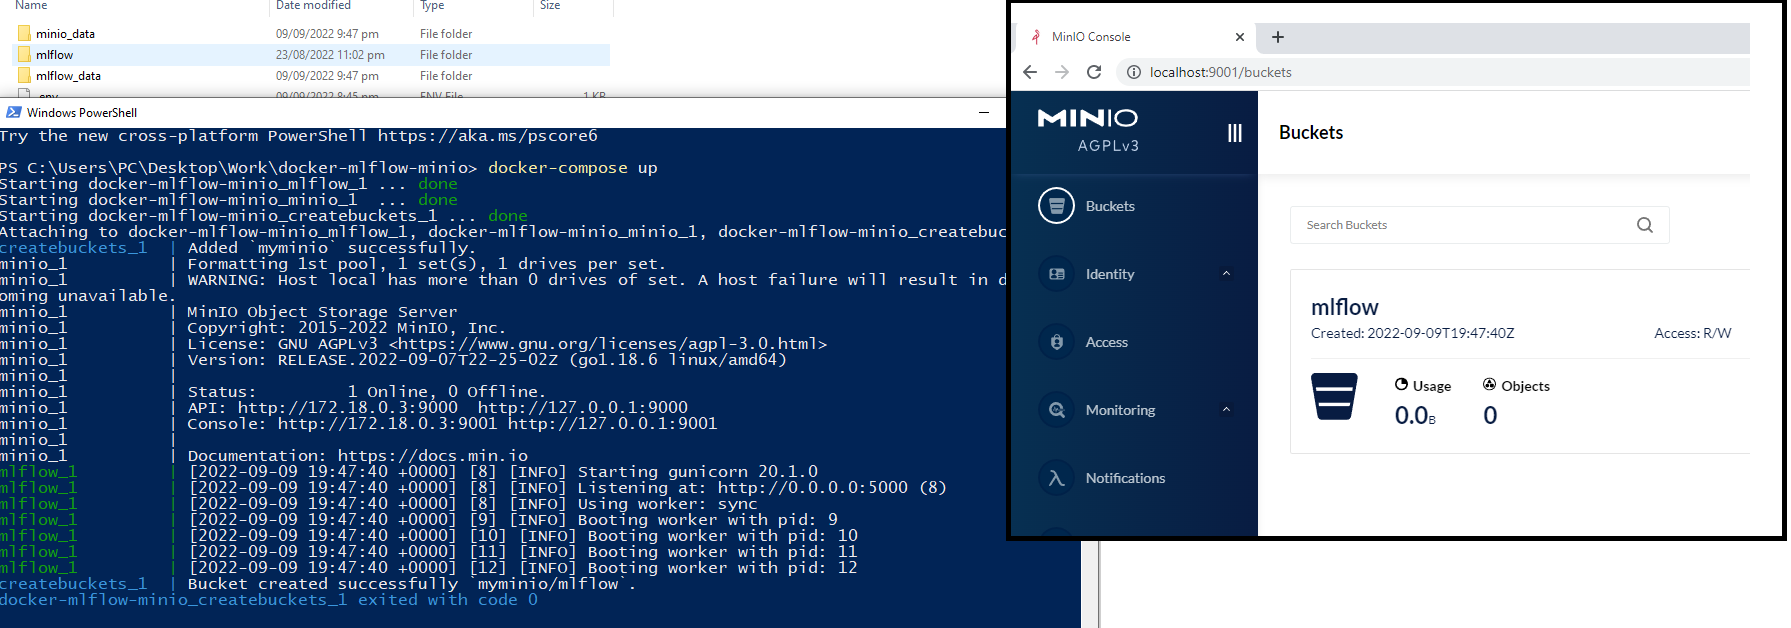 Name Date modified Type Size
minio_data 09/09/2022 9:47 pm File folder
mlflow 23/08/2022 11:02 pm File folder
mlflow_data 09/09/2022 9:47 pm File folder
.env 09/09/2022 8:45 pm ENV File 1 KB
Windows PowerShell
Try the new cross-platform PowerShell https://aka.ms/pscore6
PS C:\Users\PC\Desktop\Work\docker-mlflow-minio> docker-compose up
Starting docker-mlflow-minio_mlflow_1 ... done
Starting docker-mlflow-minio_minio_1  ... done
Starting docker-mlflow-minio_createbuckets_1 ... done
Attaching to docker-mlflow-minio_mlflow_1, docker-mlflow-minio_minio_1, docker-mlflow-minio_createbuc
createbuckets_1 | Added `myminio` successfully.
minio_1 | Formatting 1st pool, 1 set(s), 1 drives per set.
minio_1 | WARNING: Host local has more than 0 drives of set. A host failure will result in d
oming unavailable.
minio_1 | MinIO Object Storage Server
minio_1 | Copyright: 2015-2022 MinIO, Inc.
minio_1 | License: GNU AGPLv3 <https://www.gnu.org/licenses/agpl-3.0.html>
minio_1 | Version: RELEASE.2022-09-07T22-25-02Z (go1.18.6 linux/amd64)
minio_1 |
minio_1 | Status: 1 Online, 0 Offline.
minio_1 | API: http://172.18.0.3:9000 http://127.0.0.1:9000
minio_1 | Console: http://172.18.0.3:9001 http://127.0.0.1:9001
minio_1 |
minio_1 | Documentation: https://docs.min.io
mlflow_1 | [2022-09-09 19:47:40 +0000] [8] [INFO] Starting gunicorn 20.1.0
mlflow_1 | [2022-09-09 19:47:40 +0000] [8] [INFO] Listening at: http://0.0.0.0:5000 (8)
mlflow_1 | [2022-09-09 19:47:40 +0000] [8] [INFO] Using worker: sync
mlflow_1 | [2022-09-09 19:47:40 +0000] [9] [INFO] Booting worker with pid: 9
mlflow_1 | [2022-09-09 19:47:40 +0000] [10] [INFO] Booting worker with pid: 10
mlflow_1 | [2022-09-09 19:47:40 +0000] [11] [INFO] Booting worker with pid: 11
mlflow_1 | [2022-09-09 19:47:40 +0000] [12] [INFO] Booting worker with pid: 12
createbuckets_1 | Bucket created successfully `myminio/mlflow`.
docker-mlflow-minio_createbuckets_1 exited with code 0
MinIO Console
localhost:9001/buckets
MINIO
AGPLv3
Buckets
Identity
Access
Monitoring
Notifications
Buckets
Search Buckets
mlflow
Created: 2022-09-09T19:47:40Z Access: R/W
Usage Objects
0.0B 0